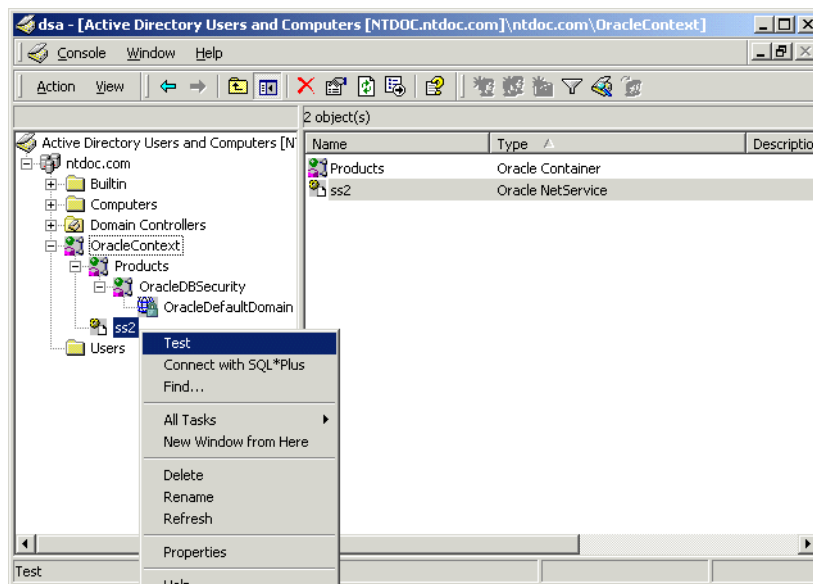 dsa - [Active Directory Users and Computers [NTDOC.ntdoc.com]\ntdoc.com\OracleContext]
Console Window Help
Action View
2 object(s)
Active Directory Users and Computers [N
ntdoc.com
Builtin
Computers
Domain Controllers
OracleContext
Products
OracleDBSecurity
OracleDefaultDomain
ss2
Users
Name Type Descriptio
Products Oracle Container
ss2 Oracle NetService
Test
Connect with SQL*Plus
Find...
All Tasks
New Window from Here
Delete
Rename
Refresh
Properties
Help
Test